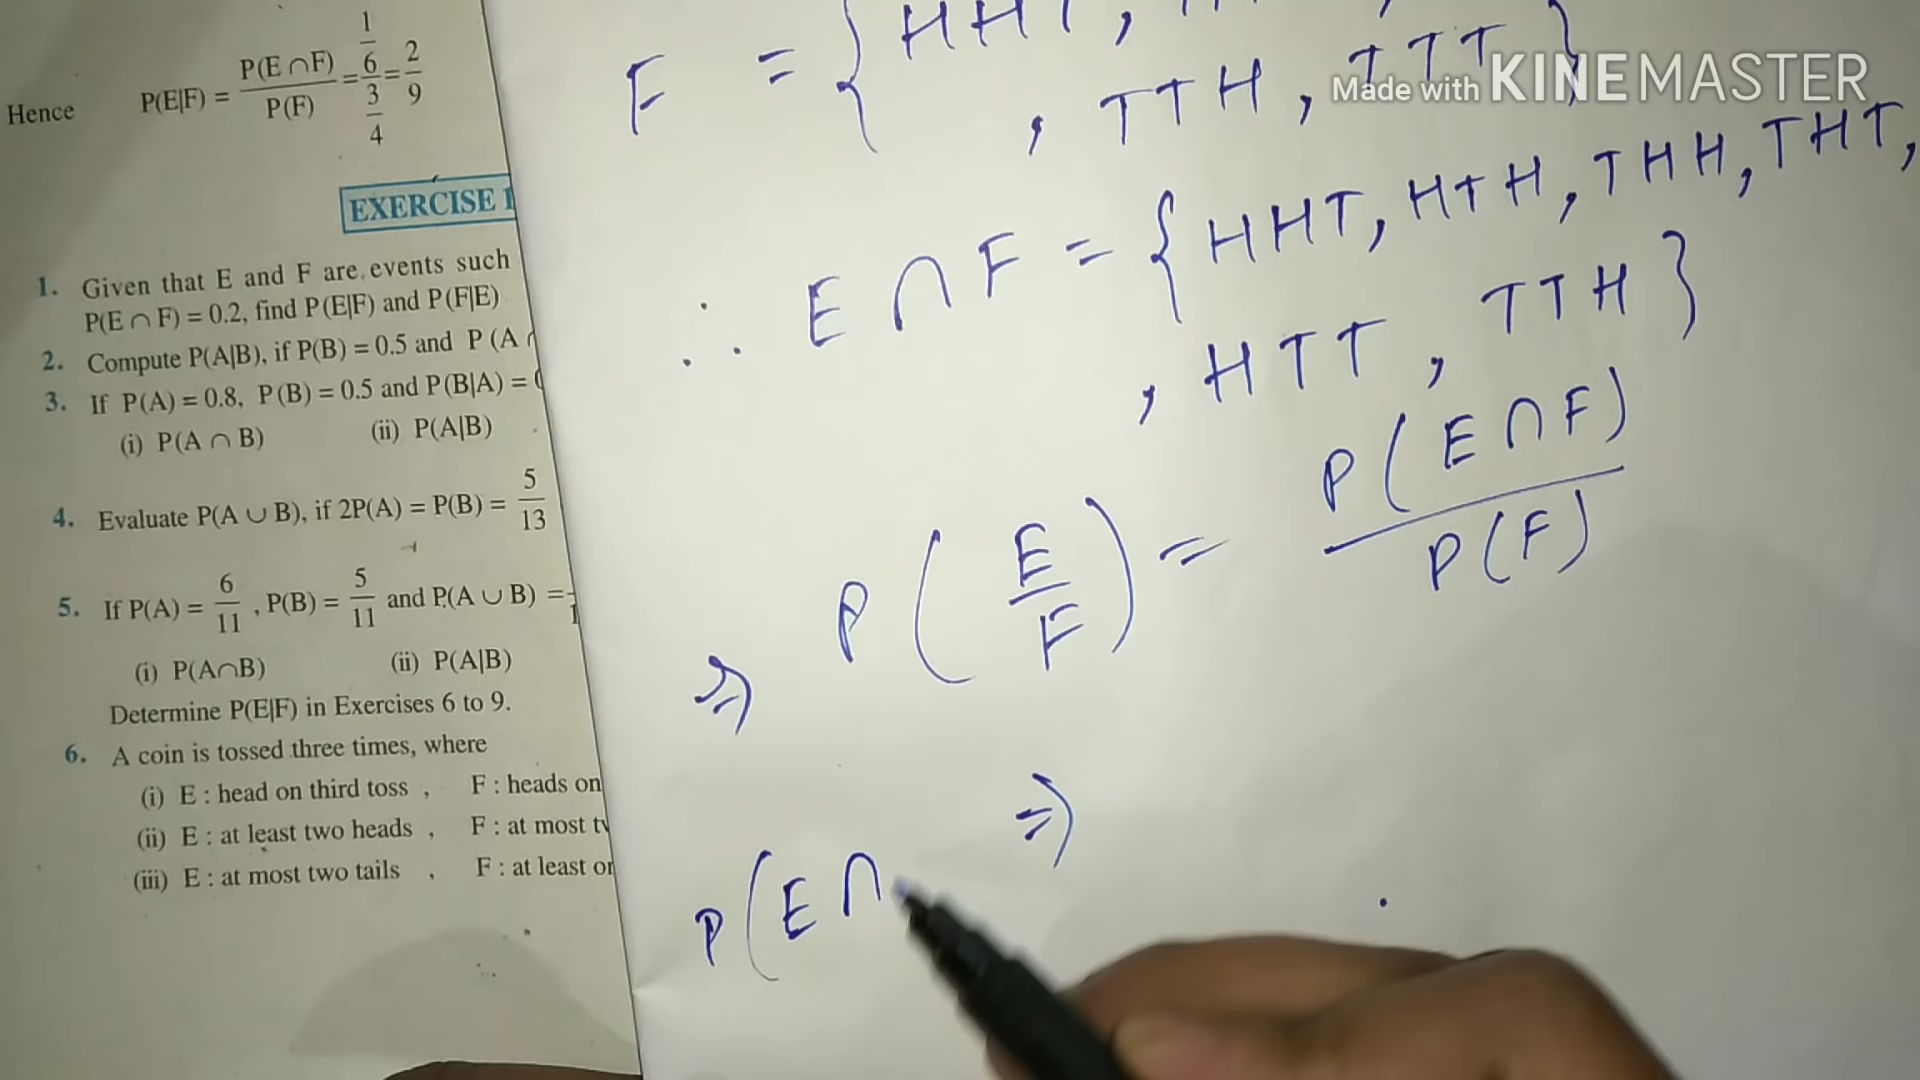 Hence P(E|F) = P(E ∩ F) / P(F) = 1/6 / 3/4 = 2/9
EXERCISE 1
1. Given that E and F are events such
P(E ∩ F) = 0.2, find P(E|F) and P(F|E)
2. Compute P(A|B), if P(B) = 0.5 and P (A
3. If P(A) = 0.8, P(B) = 0.5 and P(B|A) =
(i) P(A ∩ B) (ii) P(A|B)
4. Evaluate P(A ∪ B), if 2P(A) = P(B) = 5/13
5. If P(A) = 6/11 , P(B) = 5/11 and P(A ∪ B) =
(i) P(A∩B) (ii) P(A|B)
Determine P(E|F) in Exercises 6 to 9.
6. A coin is tossed three times, where
(i) E : head on third toss , F : heads on
(ii) E : at least two heads , F : at most
(iii) E : at most two tails , F : at least
F = { HHT,
, TTH, TTT }
Made with KINEMASTER
∴ E ∩ F = { HHT, HTH, THH, THT,
, HTT , TTH }
⇒ P(E/F) = P(E ∩ F) / P(F)
⇒
P(E ∩